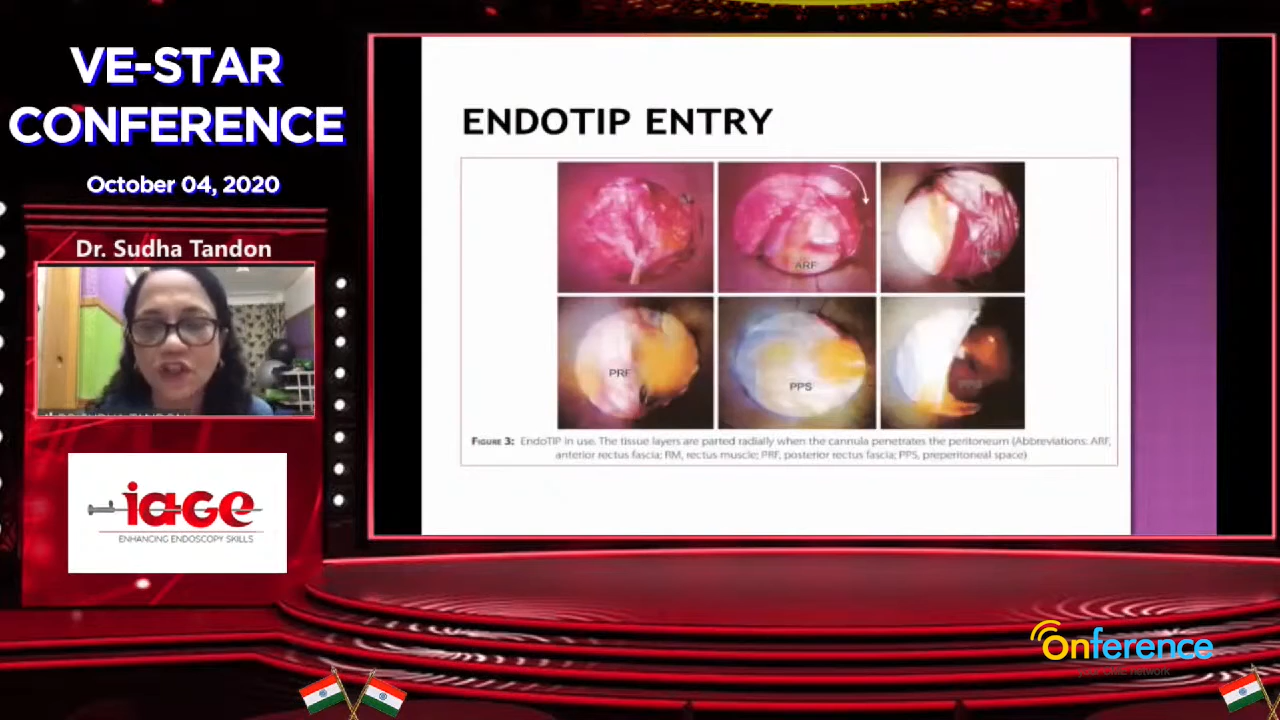 VE-STAR
CONFERENCE
October 04, 2020
Dr. Sudha Tandon
iage
ENHANCING ENDOSCOPY SKILLS
ENDOTIP ENTRY
ARF
PRF
PPS
FIGURE 3: EndoTIP in use. The tissue layers are parted radially when the cannula penetrates the peritoneum (Abbreviations: ARF,
anterior rectus fascia; RM, rectus muscle; PRF, posterior rectus fascia; PPS, preperitoneal space)
Onference